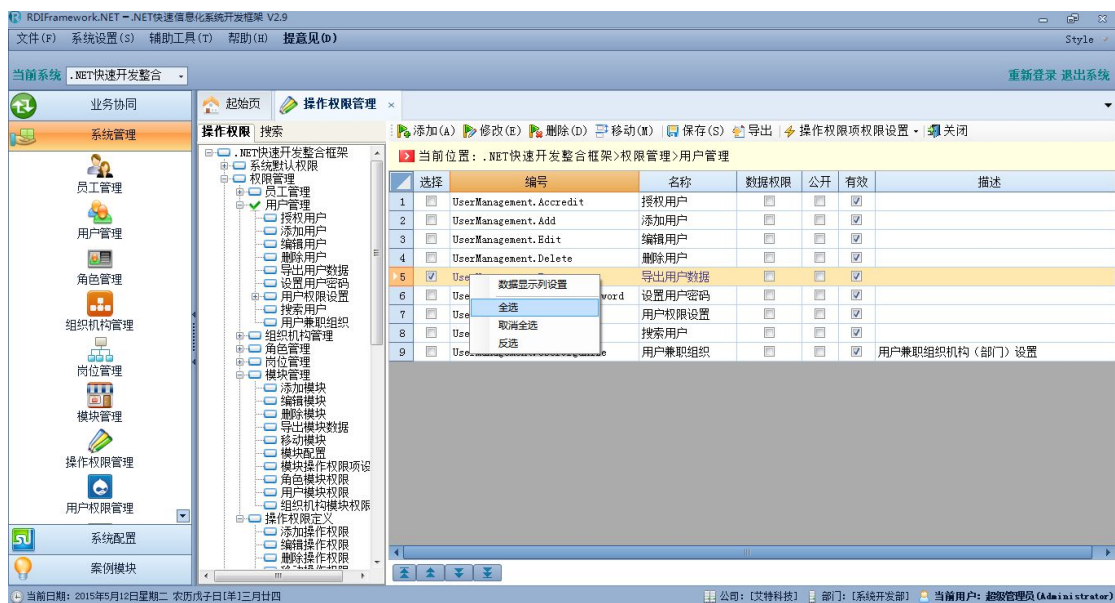 RDIFramework.NET ━ .NET快速信息化系统开发框架 V2.9
文件(F) 系统设置(S) 辅助工具(T) 帮助(H) 提意见(D) Style
当前系统 .NET快速开发整合 重新登录 退出系统
业务协同
系统管理
员工管理
用户管理
角色管理
组织机构管理
岗位管理
模块管理
操作权限管理
用户权限管理
系统配置
案例模块
起始页 操作权限管理 ×
操作权限 搜索
.NET快速开发整合框架
系统默认权限
权限管理
员工管理
用户管理
授权用户
添加用户
编辑用户
删除用户
导出用户数据
设置用户密码
用户权限设置
搜索用户
用户兼职组织
组织机构管理
角色管理
岗位管理
模块管理
添加模块
编辑模块
删除模块
导出模块数据
移动模块
模块配置
模块操作权限项设
角色模块权限
用户模块权限
组织机构模块权限
操作权限定义
添加操作权限
编辑操作权限
删除操作权限
添加(A) 修改(E) 删除(D) 移动(M) 保存(S) 导出 操作权限项权限设置 关闭
当前位置: .NET快速开发整合框架>权限管理>用户管理
选择 编号 名称 数据权限 公开 有效 描述
1 UserManagement.Accredit 授权用户
2 UserManagement.Add 添加用户
3 UserManagement.Edit 编辑用户
4 UserManagement.Delete 删除用户
5 导出用户数据
6 Use word 设置用户密码
7 Use 用户权限设置
8 Use 搜索用户
9 用户兼职组织 用户兼职组织机构（部门）设置
数据显示列设置
全选
取消全选
反选
当前日期: 2015年5月12日星期二 农历戊子日[羊]三月廿四 公司: [艾特科技] 部门: [系统开发部] 当前用户: 超级管理员(Administrator)